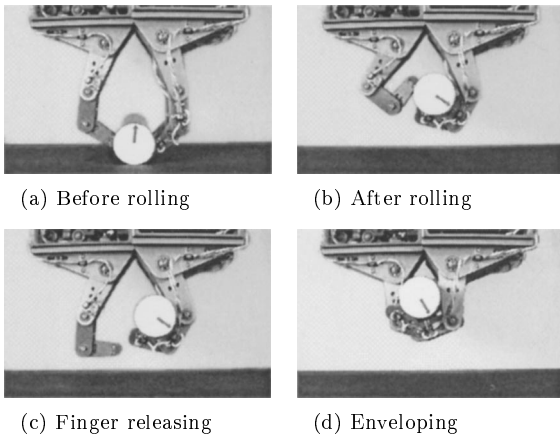 (a) Before rolling
(b) After rolling
(c) Finger releasing
(d) Enveloping